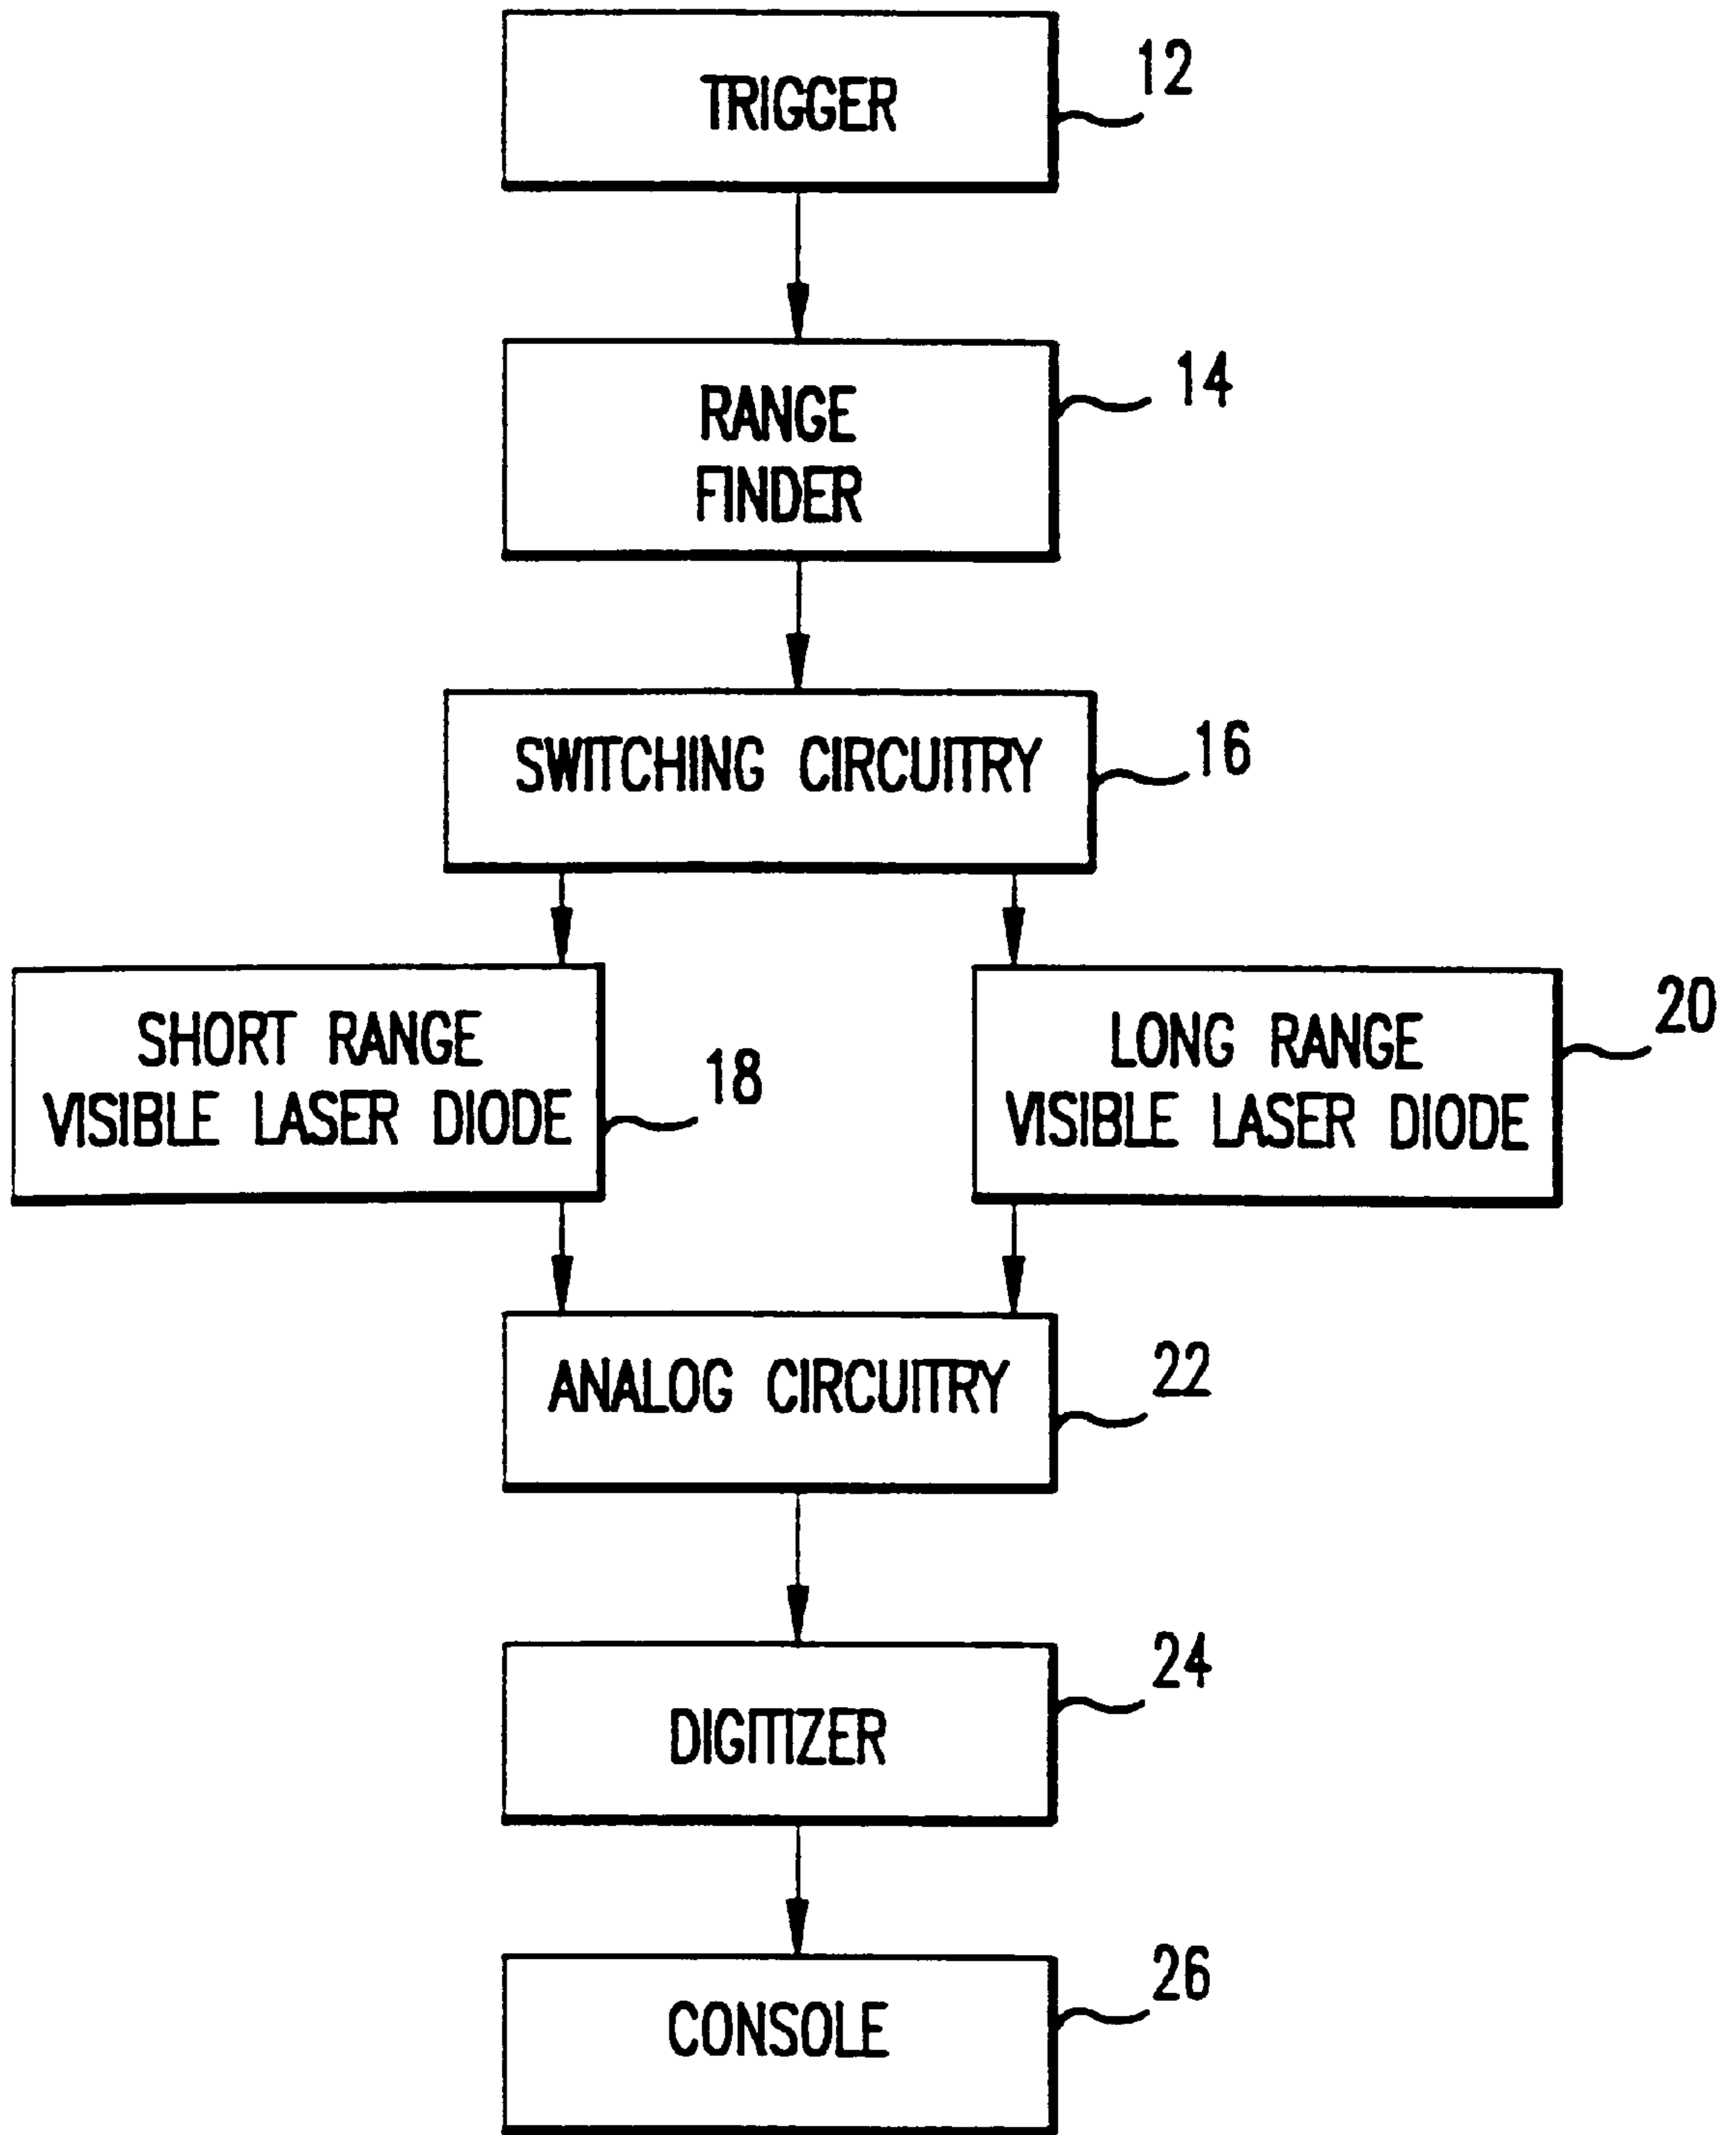 TRIGGER
12
RANGE
FINDER
14
SWITCHING CIRCUITRY
16
SHORT RANGE
VISIBLE LASER DIODE
18
LONG RANGE
VISIBLE LASER DIODE
20
ANALOG CIRCUITRY
22
DIGITIZER
24
CONSOLE
26